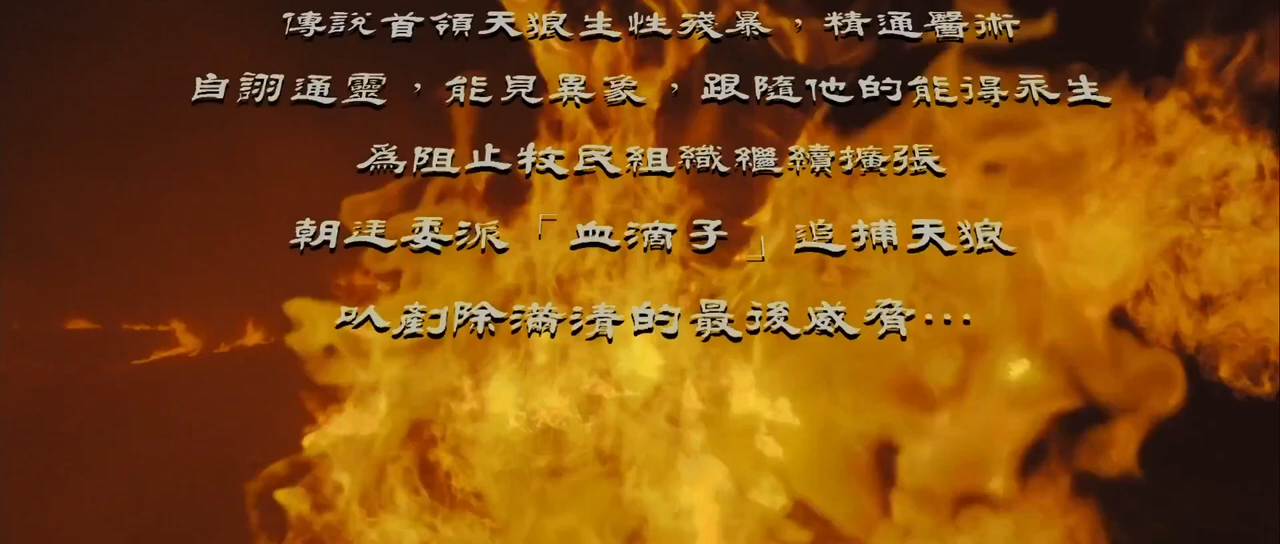 傳說首領天狼生性殘暴，精通醫術
自詡通靈，能見異象，跟隨他的能得永生
為阻止牧民組織繼續擴張
朝廷委派「血滴子」追捕天狼
以剷除滿清的最後威脅…